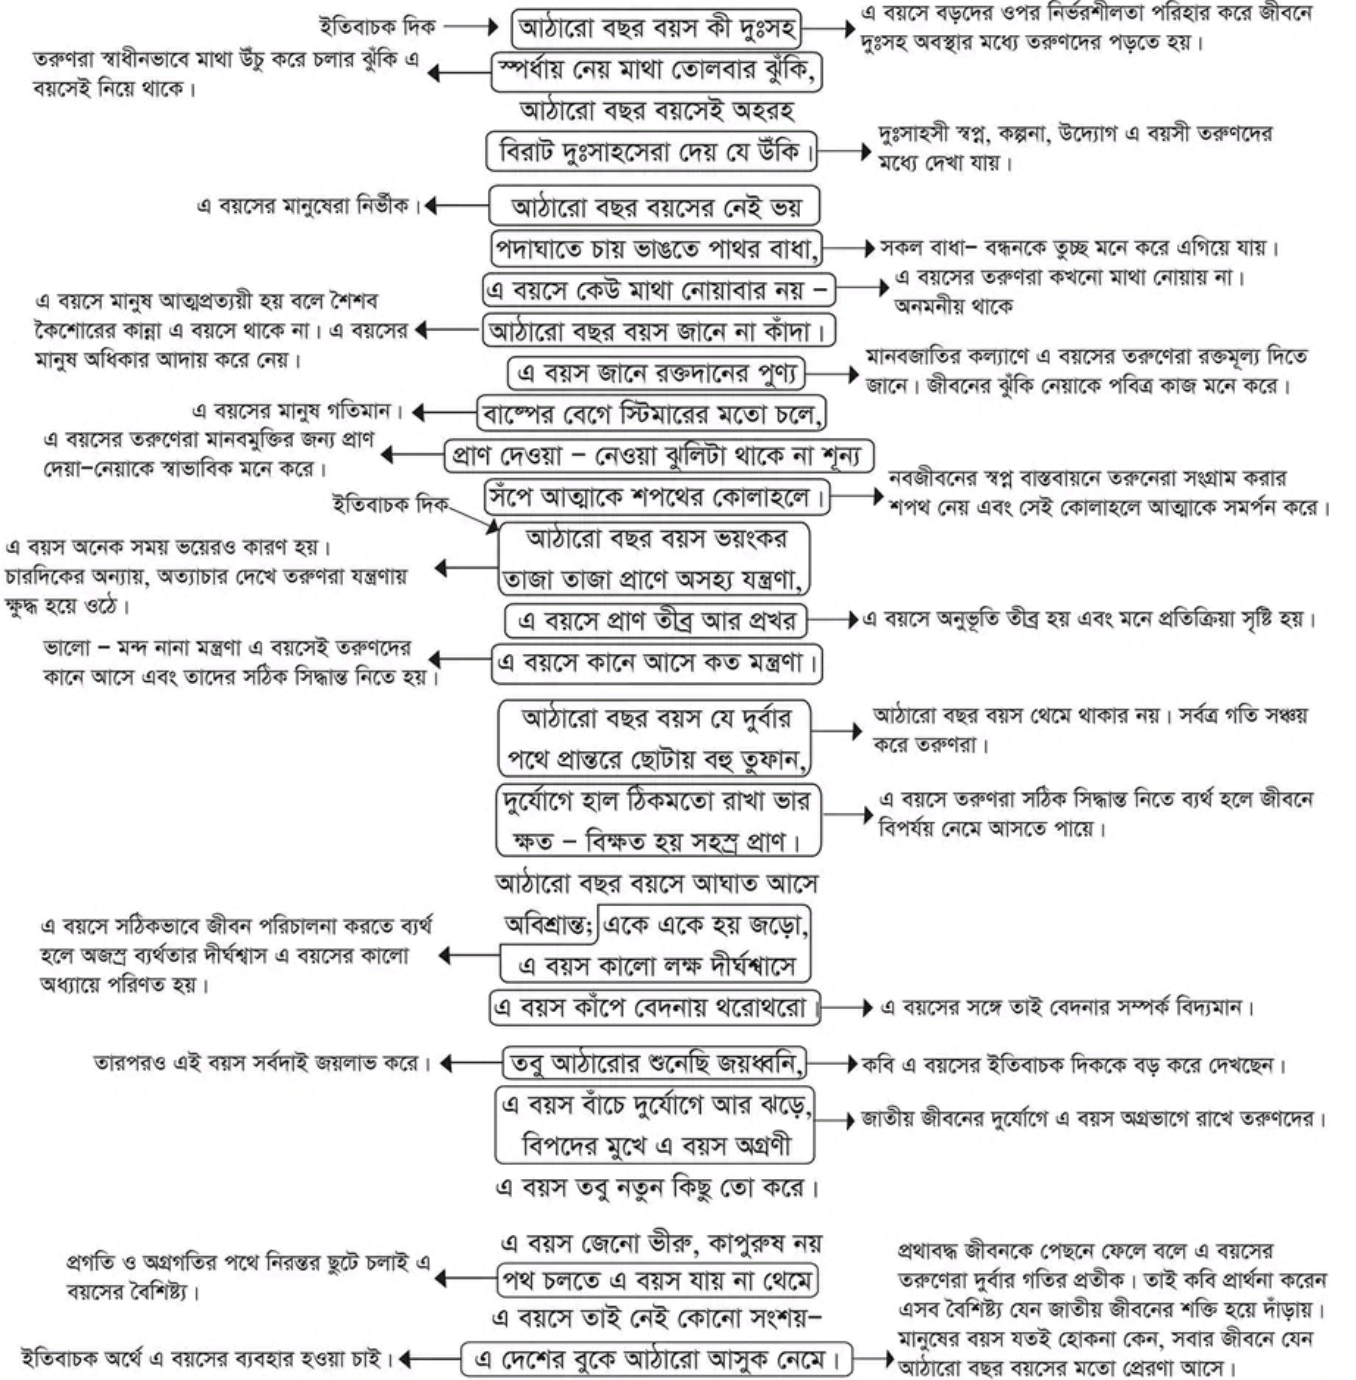 ইতিবাচক দিক
আঠারো বছর বয়স কী দুঃসহ
এ বয়সে বড়দের ওপর নির্ভরশীলতা পরিহার করে জীবনে
দুঃসহ অবস্থার মধ্যে তরুণদের পড়তে হয়।
তরুণরা স্বাধীনভাবে মাথা উঁচু করে চলার ঝুঁকি এ
বয়সেই নিয়ে থাকে।
স্পর্ধায় নেয় মাথা তোলবার ঝুঁকি,
আঠারো বছর বয়সেই অহরহ
বিরাট দুঃসাহসেরা দেয় যে উঁকি।
দুঃসাহসী স্বপ্ন, কল্পনা, উদ্যোগ এ বয়সী তরুণদের
মধ্যে দেখা যায়।
এ বয়সের মানুষেরা নির্ভীক।
আঠারো বছর বয়সের নেই ভয়
পদাঘাতে চায় ভাঙতে পাথর বাধা,
সকল বাধা– বন্ধনকে তুচ্ছ মনে করে এগিয়ে যায়।
এ বয়সে কেউ মাথা নোয়াবার নয় –
এ বয়সের তরুণরা কখনো মাথা নোয়ায় না।
অনমনীয় থাকে
এ বয়সে মানুষ আত্মপ্রত্যয়ী হয় বলে শৈশব
কৈশোরের কান্না এ বয়সে থাকে না। এ বয়সের
মানুষ অধিকার আদায় করে নেয়।
আঠারো বছর বয়স জানে না কাঁদা।
এ বয়স জানে রক্তদানের পুণ্য
মানবজাতির কল্যাণে এ বয়সের তরুণেরা রক্তমূল্য দিতে
জানে। জীবনের ঝুঁকি নেয়াকে পবিত্র কাজ মনে করে।
এ বয়সের মানুষ গতিমান।
বাষ্পের বেগে স্টিমারের মতো চলে,
এ বয়সের তরুণেরা মানবমুক্তির জন্য প্রাণ
দেয়া–নেয়াকে স্বাভাবিক মনে করে।
প্রাণ দেওয়া – নেওয়া ঝুলিটা থাকে না শূন্য
সঁপে আত্মাকে শপথের কোলাহলে।
নবজীবনের স্বপ্ন বাস্তবায়নে তরুনেরা সংগ্রাম করার
শপথ নেয় এবং সেই কোলাহলে আত্মাকে সমর্পন করে।
ইতিবাচক দিক
আঠারো বছর বয়স ভয়ংকর
তাজা তাজা প্রাণে অসহ্য যন্ত্রণা,
এ বয়স অনেক সময় ভয়েরও কারণ হয়।
চারদিকের অন্যায়, অত্যাচার দেখে তরুণরা যন্ত্রণায়
ক্ষুদ্ধ হয়ে ওঠে।
এ বয়সে প্রাণ তীব্র আর প্রখর
এ বয়সে অনুভূতি তীব্র হয় এবং মনে প্রতিক্রিয়া সৃষ্টি হয়।
ভালো – মন্দ নানা মন্ত্রণা এ বয়সেই তরুণদের
কানে আসে এবং তাদের সঠিক সিদ্ধান্ত নিতে হয়।
এ বয়সে কানে আসে কত মন্ত্রণা।
আঠারো বছর বয়স যে দুর্বার
পথে প্রান্তরে ছোটায় বহু তুফান,
আঠারো বছর বয়স থেমে থাকার নয়। সর্বত্র গতি সঞ্চয়
করে তরুণরা।
দুর্যোগে হাল ঠিকমতো রাখা ভার
ক্ষত – বিক্ষত হয় সহস্র প্রাণ।
এ বয়সে তরুণরা সঠিক সিদ্ধান্ত নিতে ব্যর্থ হলে জীবনে
বিপর্যয় নেমে আসতে পায়ে।
আঠারো বছর বয়সে আঘাত আসে
অবিশ্রান্ত; একে একে হয় জড়ো,
এ বয়স কালো লক্ষ দীর্ঘশ্বাসে
এ বয়সে সঠিকভাবে জীবন পরিচালনা করতে ব্যর্থ
হলে অজস্র ব্যর্থতার দীর্ঘশ্বাস এ বয়সের কালো
অধ্যায়ে পরিণত হয়।
এ বয়স কাঁপে বেদনায় থরোথরো।
এ বয়সের সঙ্গে তাই বেদনার সম্পর্ক বিদ্যমান।
তারপরও এই বয়স সর্বদাই জয়লাভ করে।
তবু আঠারোর শুনেছি জয়ধ্বনি,
কবি এ বয়সের ইতিবাচক দিককে বড় করে দেখছেন।
এ বয়স বাঁচে দুর্যোগে আর ঝড়ে,
বিপদের মুখে এ বয়স অগ্রণী
জাতীয় জীবনের দুর্যোগে এ বয়স অগ্রভাগে রাখে তরুণদের।
এ বয়স তবু নতুন কিছু তো করে।
এ বয়স জেনো ভীরু, কাপুরুষ নয়
প্রগতি ও অগ্রগতির পথে নিরন্তর ছুটে চলাই এ
বয়সের বৈশিষ্ট্য।
পথ চলতে এ বয়স যায় না থেমে
এ বয়সে তাই নেই কোনো সংশয়–
প্রথাবদ্ধ জীবনকে পেছনে ফেলে বলে এ বয়সের
তরুণেরা দুর্বার গতির প্রতীক। তাই কবি প্রার্থনা করেন
এসব বৈশিষ্ট্য যেন জাতীয় জীবনের শক্তি হয়ে দাঁড়ায়।
মানুষের বয়স যতই হোকনা কেন, সবার জীবনে যেন
আঠারো বছর বয়সের মতো প্রেরণা আসে।
ইতিবাচক অর্থে এ বয়সের ব্যবহার হওয়া চাই।
এ দেশের বুকে আঠারো আসুক নেমে।